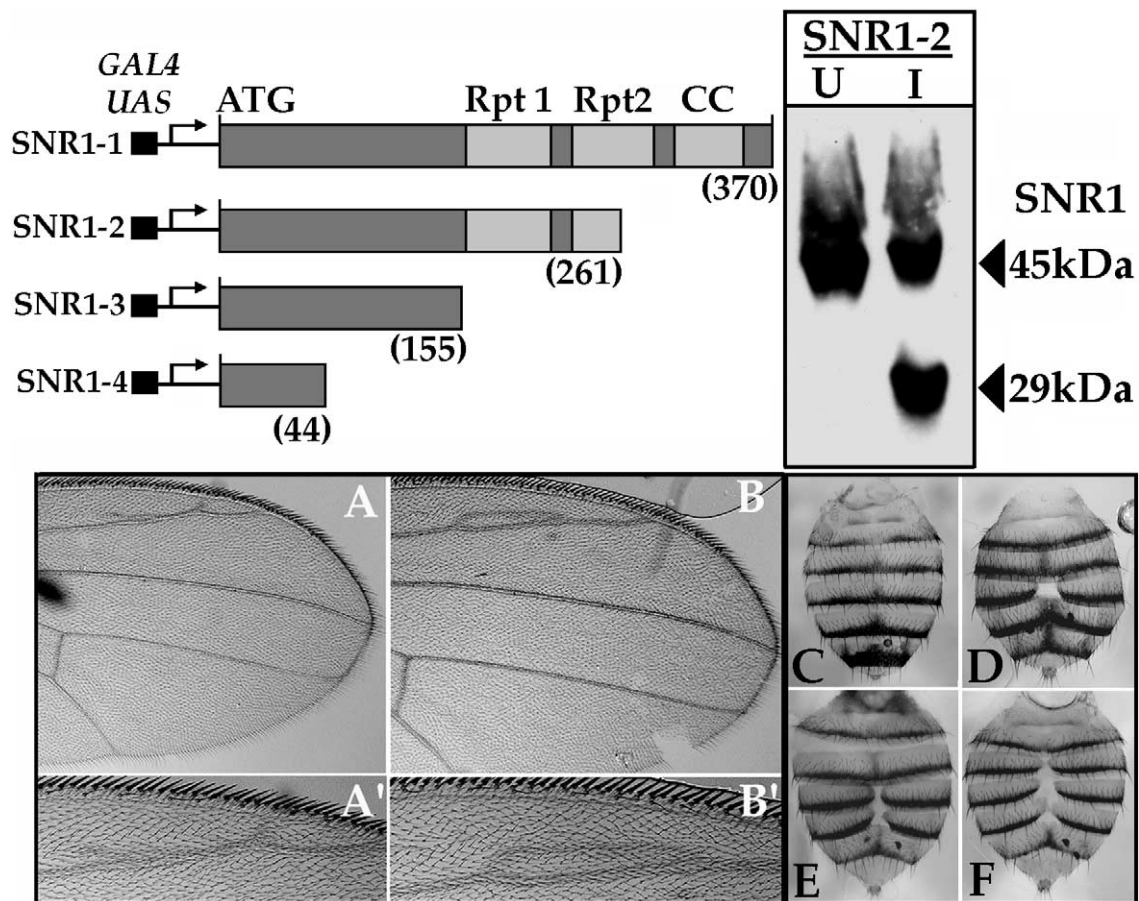 GAL4
UAS
ATG
Rpt 1 Rpt2 CC
SNR1-1
(370)
SNR1-2
(261)
SNR1-3
(155)
SNR1-4
(44)
SNR1-2
U I
SNR1
45kDa
29kDa
A
B
A'
B'
C
D
E
F